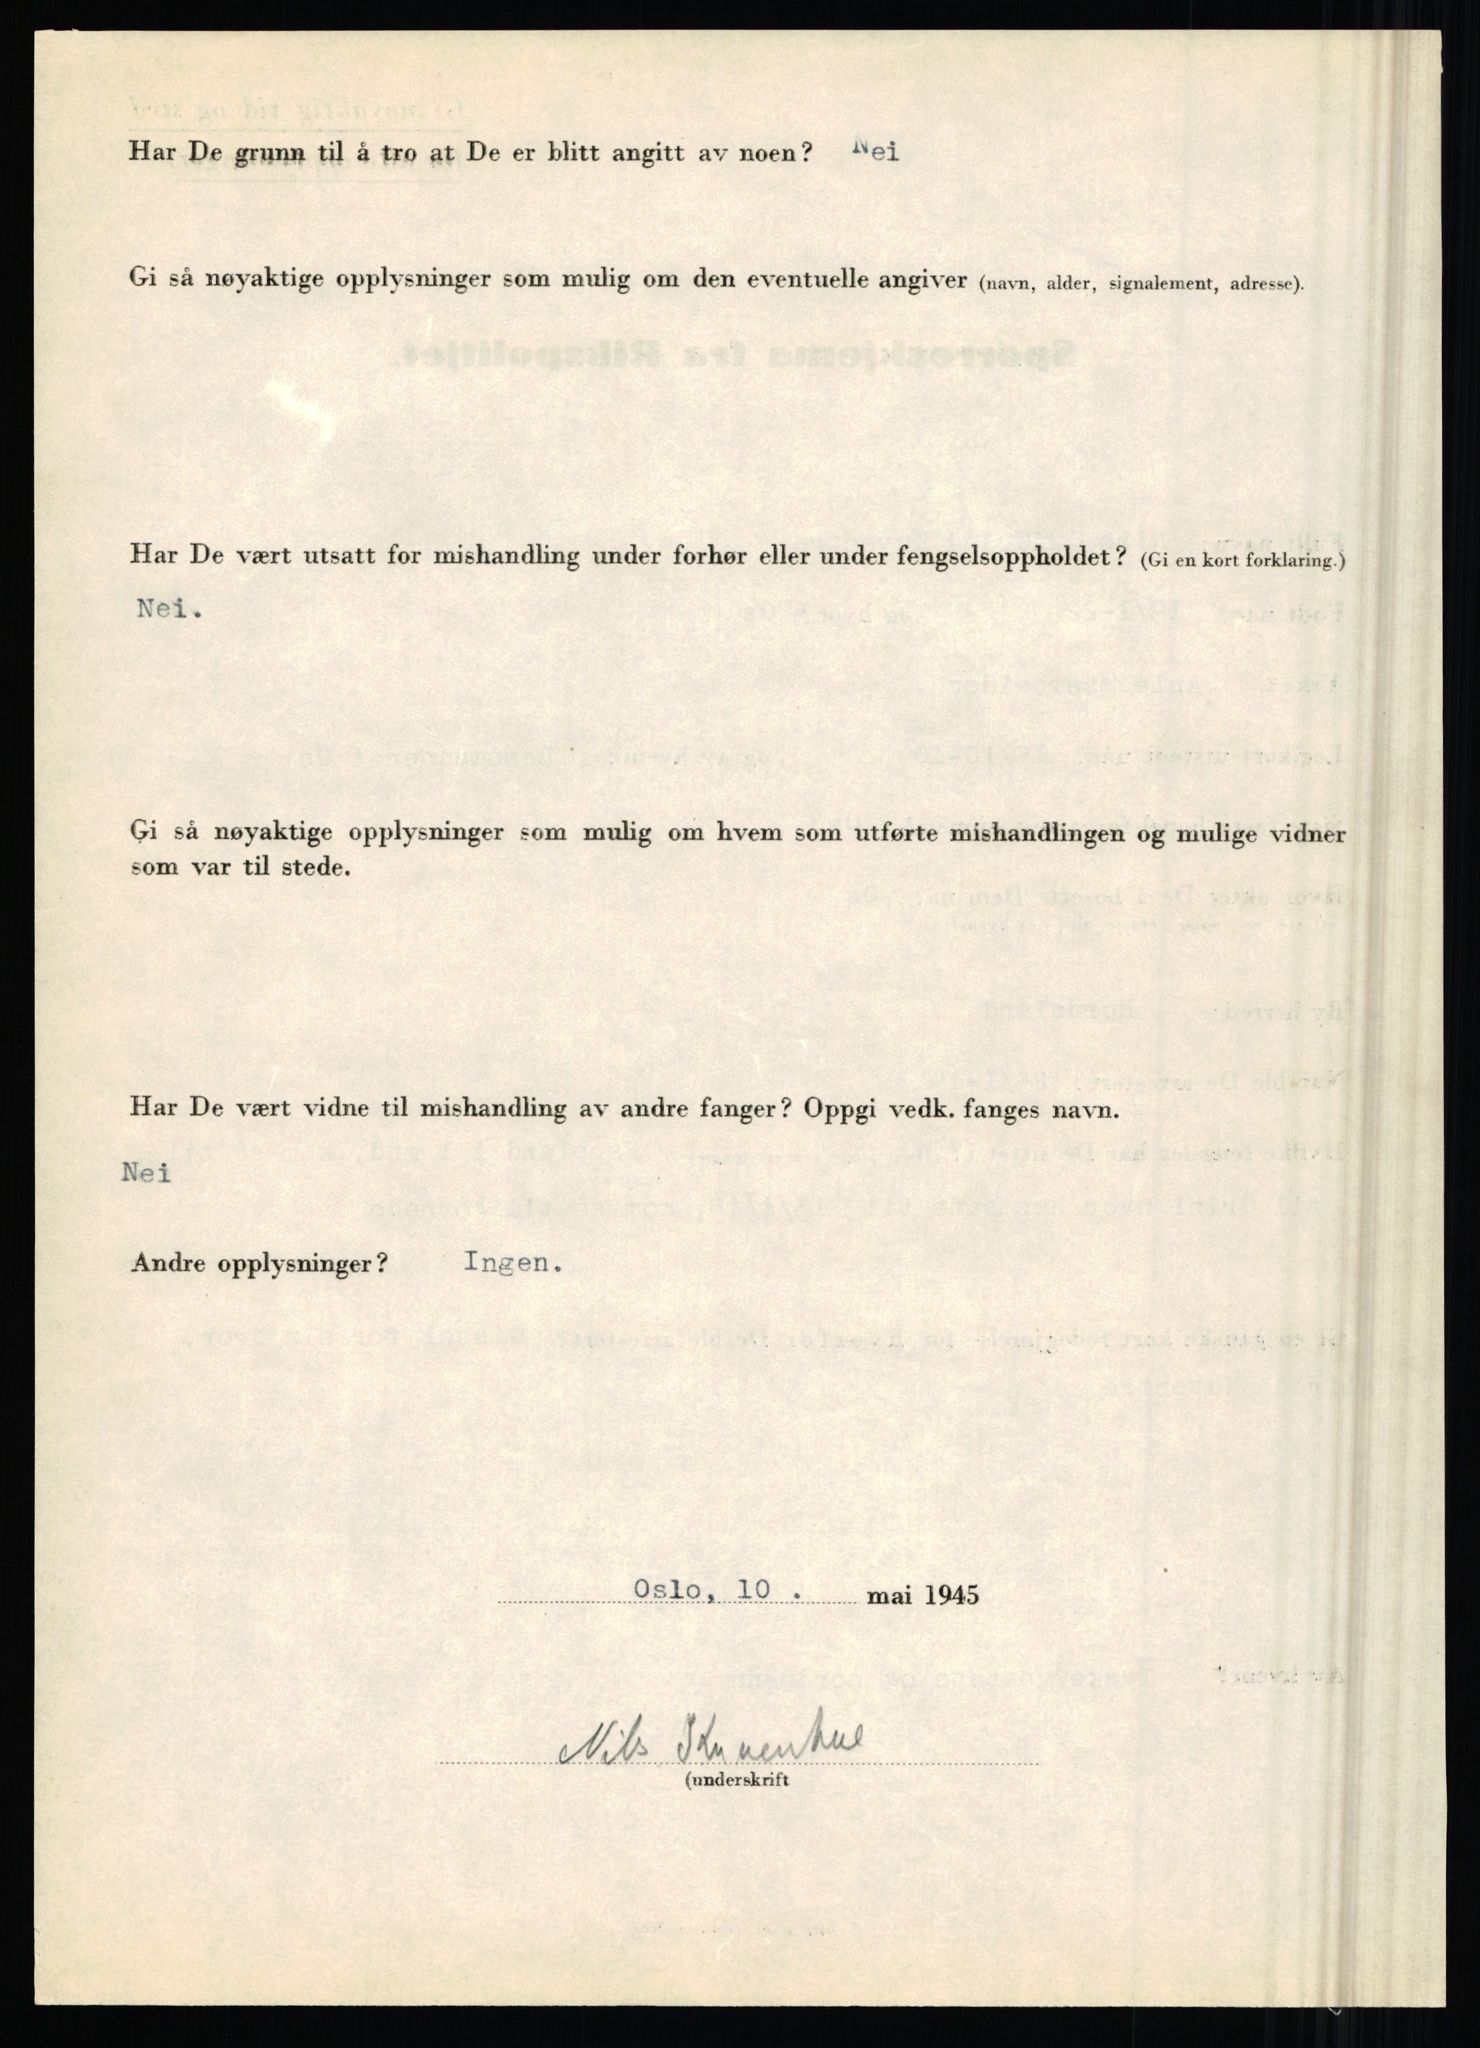 Har De grunn til å tro at De er blitt angitt av noen? Nei
Gi så nøyaktige opplysninger som mulig om den eventuelle angiver (navn, alder, signalement, adresse).
Har De vært utsatt for mishandling under forhør eller under fengselsoppholdet? (Gi en kort forklaring.)
Nei.
Gi så nøyaktige opplysninger som mulig om hvem som utførte mishandlingen og mulige vidner
som var til stede.
Har De vært vidne til mishandling av andre fanger? Oppgi vedk. fanges navn.
Nei
Andre opplysninger? Ingen.
Oslo, 10 . mai 1945
Nils
(underskrift